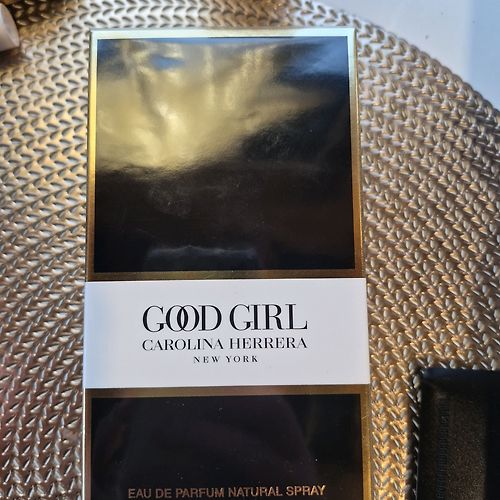 GOOD GIRL
CAROLINA HERRERA
NEW YORK
EAU DE PARFUM NATURAL SPRAY